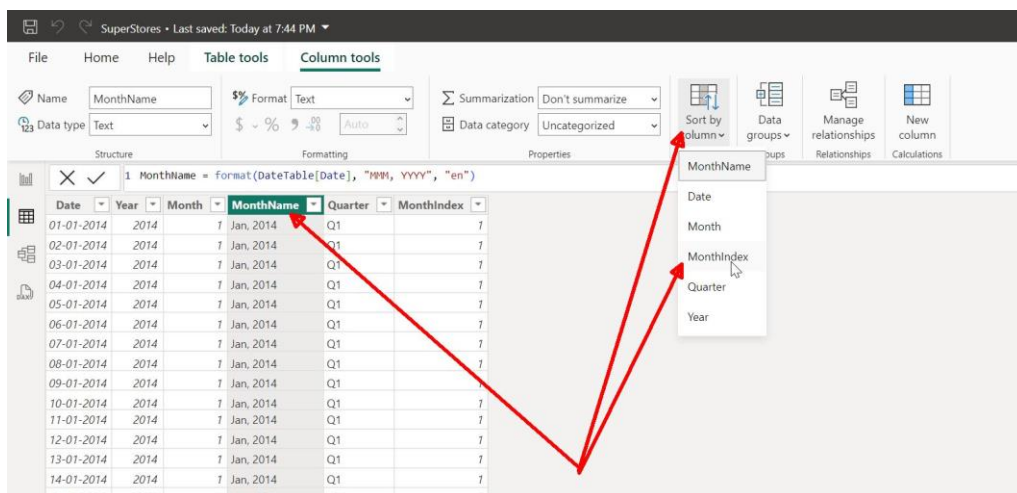 SuperStores • Last saved: Today at 7:44 PM
File Home Help Table tools Column tools
Name MonthName $% Format Text Σ Summarization Don't summarize Sort by column Data groups Manage relationships New column
123 Data type Text $ % 9 .00 Auto Data category Uncategorized
Structure Formatting Properties oups Relationships Calculations
1 MonthName = format(DateTable[Date], "MMM, YYYY", "en")
MonthName
Date
Month
MonthIndex
Quarter
Year
Date Year Month MonthName Quarter MonthIndex
01-01-2014 2014 1 Jan, 2014 Q1 1
02-01-2014 2014 1 Jan, 2014 Q1 1
03-01-2014 2014 1 Jan, 2014 Q1 1
04-01-2014 2014 1 Jan, 2014 Q1 1
05-01-2014 2014 1 Jan, 2014 Q1 1
06-01-2014 2014 1 Jan, 2014 Q1 1
07-01-2014 2014 1 Jan, 2014 Q1 1
08-01-2014 2014 1 Jan, 2014 Q1 1
09-01-2014 2014 1 Jan, 2014 Q1 1
10-01-2014 2014 1 Jan, 2014 Q1 1
11-01-2014 2014 1 Jan, 2014 Q1 1
12-01-2014 2014 1 Jan, 2014 Q1 1
13-01-2014 2014 1 Jan, 2014 Q1 1
14-01-2014 2014 1 Jan, 2014 Q1 1